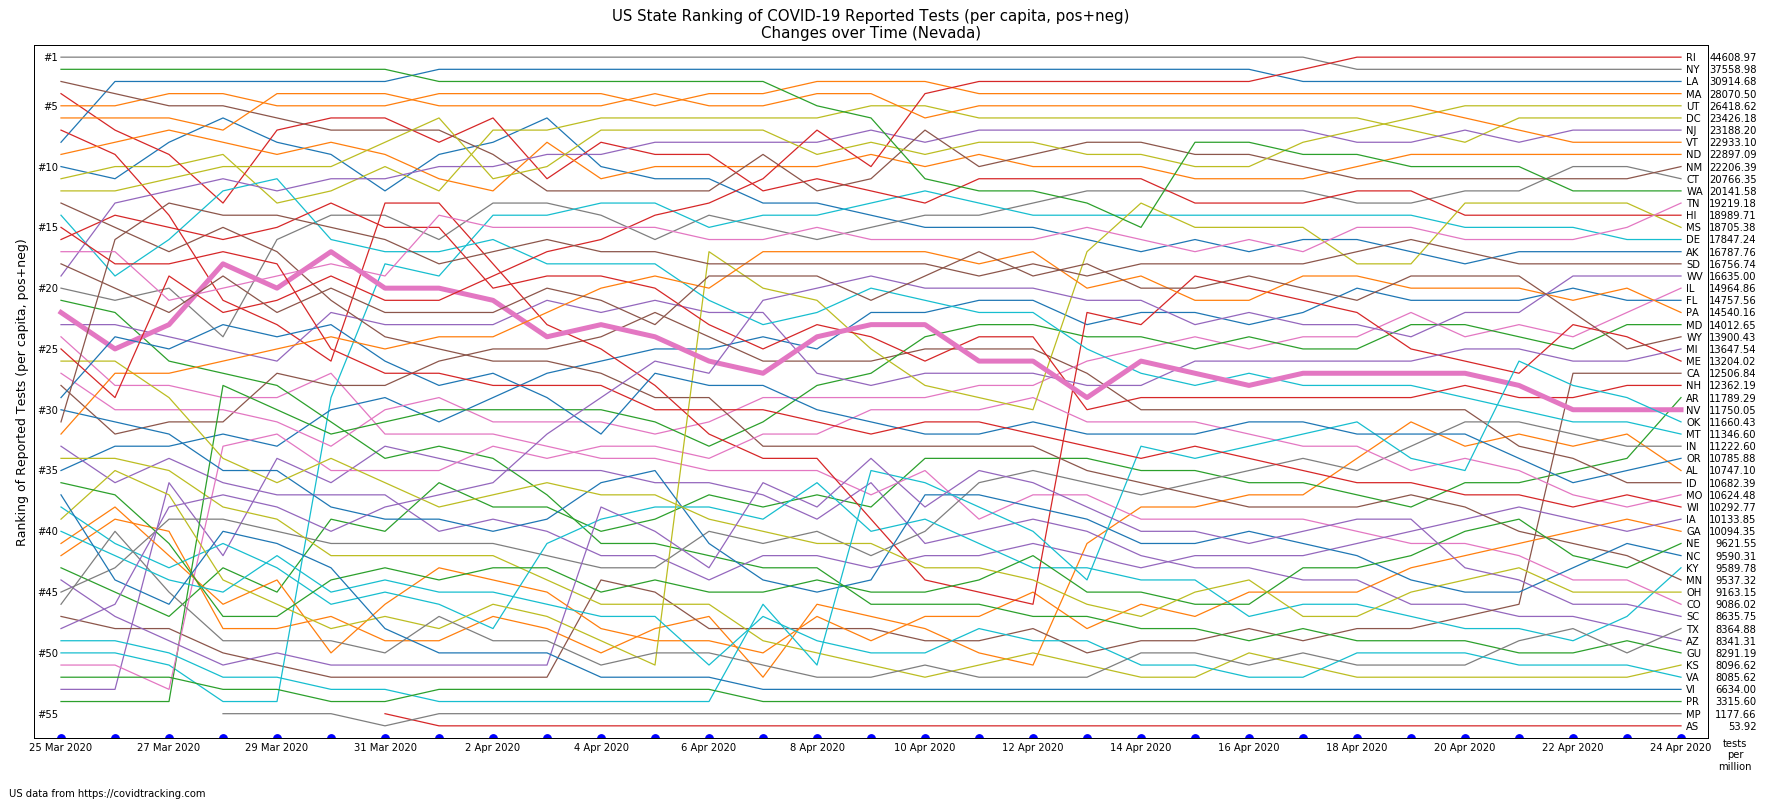 US State Ranking of COVID-19 Reported Tests (per capita, pos+neg)
Changes over Time (Nevada)
Ranking of Reported Tests (per capita, pos+neg)
#1
#5
#10
#15
#20
#25
#30
#35
#40
#45
#50
#55
RI 44608.97
NY 37558.98
LA 30914.68
MA 28070.50
UT 26418.62
DC 23426.18
NJ 23188.20
VT 22933.10
ND 22897.09
NM 22206.39
CT 20766.35
WA 20141.58
TN 19219.18
HI 18989.71
MS 18705.38
DE 17847.24
AK 16787.76
SD 16756.74
WV 16635.00
IL 14964.86
FL 14757.56
PA 14540.16
MD 14012.65
WY 13900.43
MI 13647.54
ME 13204.02
CA 12506.84
NH 12362.19
AR 11789.29
NV 11750.05
OK 11660.43
MT 11346.60
IN 11222.60
OR 10785.88
AL 10747.10
ID 10682.39
MO 10624.48
WI 10292.77
IA 10133.85
GA 10094.35
NE 9621.55
NC 9590.31
KY 9589.78
MN 9537.32
OH 9163.15
CO 9086.02
SC 8635.75
TX 8364.88
AZ 8341.31
GU 8291.19
KS 8096.62
VA 8085.62
VI 6634.00
PR 3315.60
MP 1177.66
AS 53.92
25 Mar 2020 27 Mar 2020 29 Mar 2020 31 Mar 2020 2 Apr 2020 4 Apr 2020 6 Apr 2020 8 Apr 2020 10 Apr 2020 12 Apr 2020 14 Apr 2020 16 Apr 2020 18 Apr 2020 20 Apr 2020 22 Apr 2020 24 Apr 2020
tests
per
million
US data from https://covidtracking.com